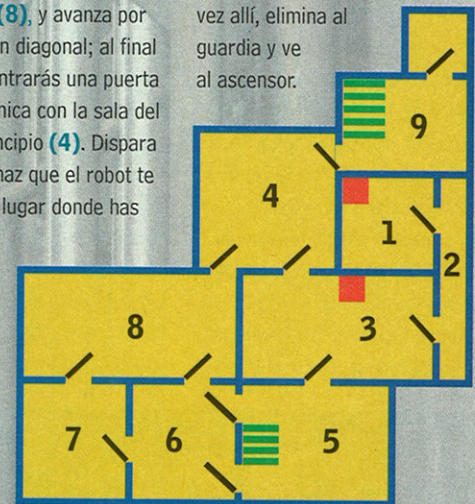 (8), y avanza por
n diagonal; al final
ntrarás una puerta
nica con la sala del
ncipio (4). Dispara
naz que el robot te
lugar donde has
vez allí, elimina al
guardia y ve
al ascensor.
9
4
1
2
8
3
7
6
5